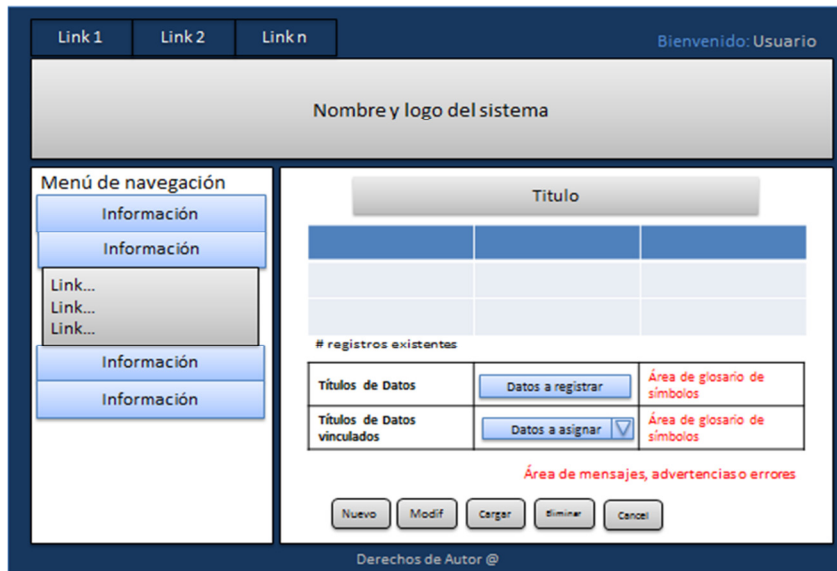 Link 1
Link 2
Link n
Bienvenido: Usuario
Nombre y logo del sistema
Menú de navegación
Información
Información
Link...
Link...
Link...
Información
Información
Titulo
# registros existentes
Títulos de Datos
Datos a registrar
Área de glosario de
símbolos
Títulos de Datos
vinculados
Datos a asignar
Área de glosario de
símbolos
Área de mensajes, advertencias o errores
Nuevo
Modif
Cargar
Eliminar
Cancel
Derechos de Autor @